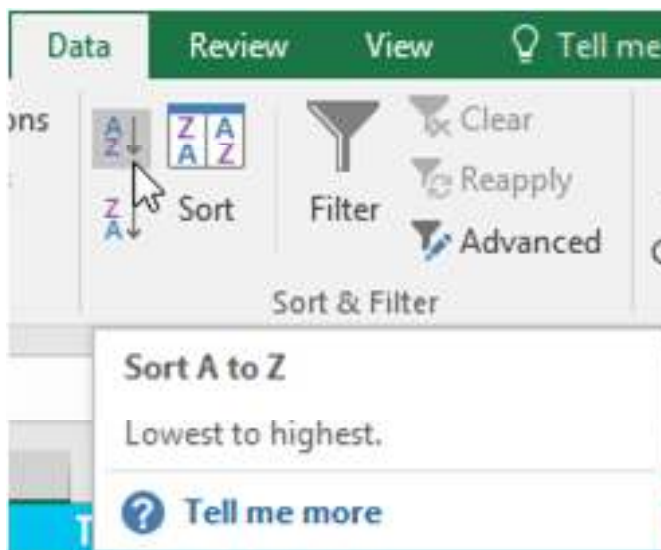 Data Review View Tell me
ons
A Z
Z A A Z
Clear
Reapply
Z A
Sort
Filter
Advanced
Sort & Filter
Sort A to Z
Lowest to highest.
? Tell me more
T